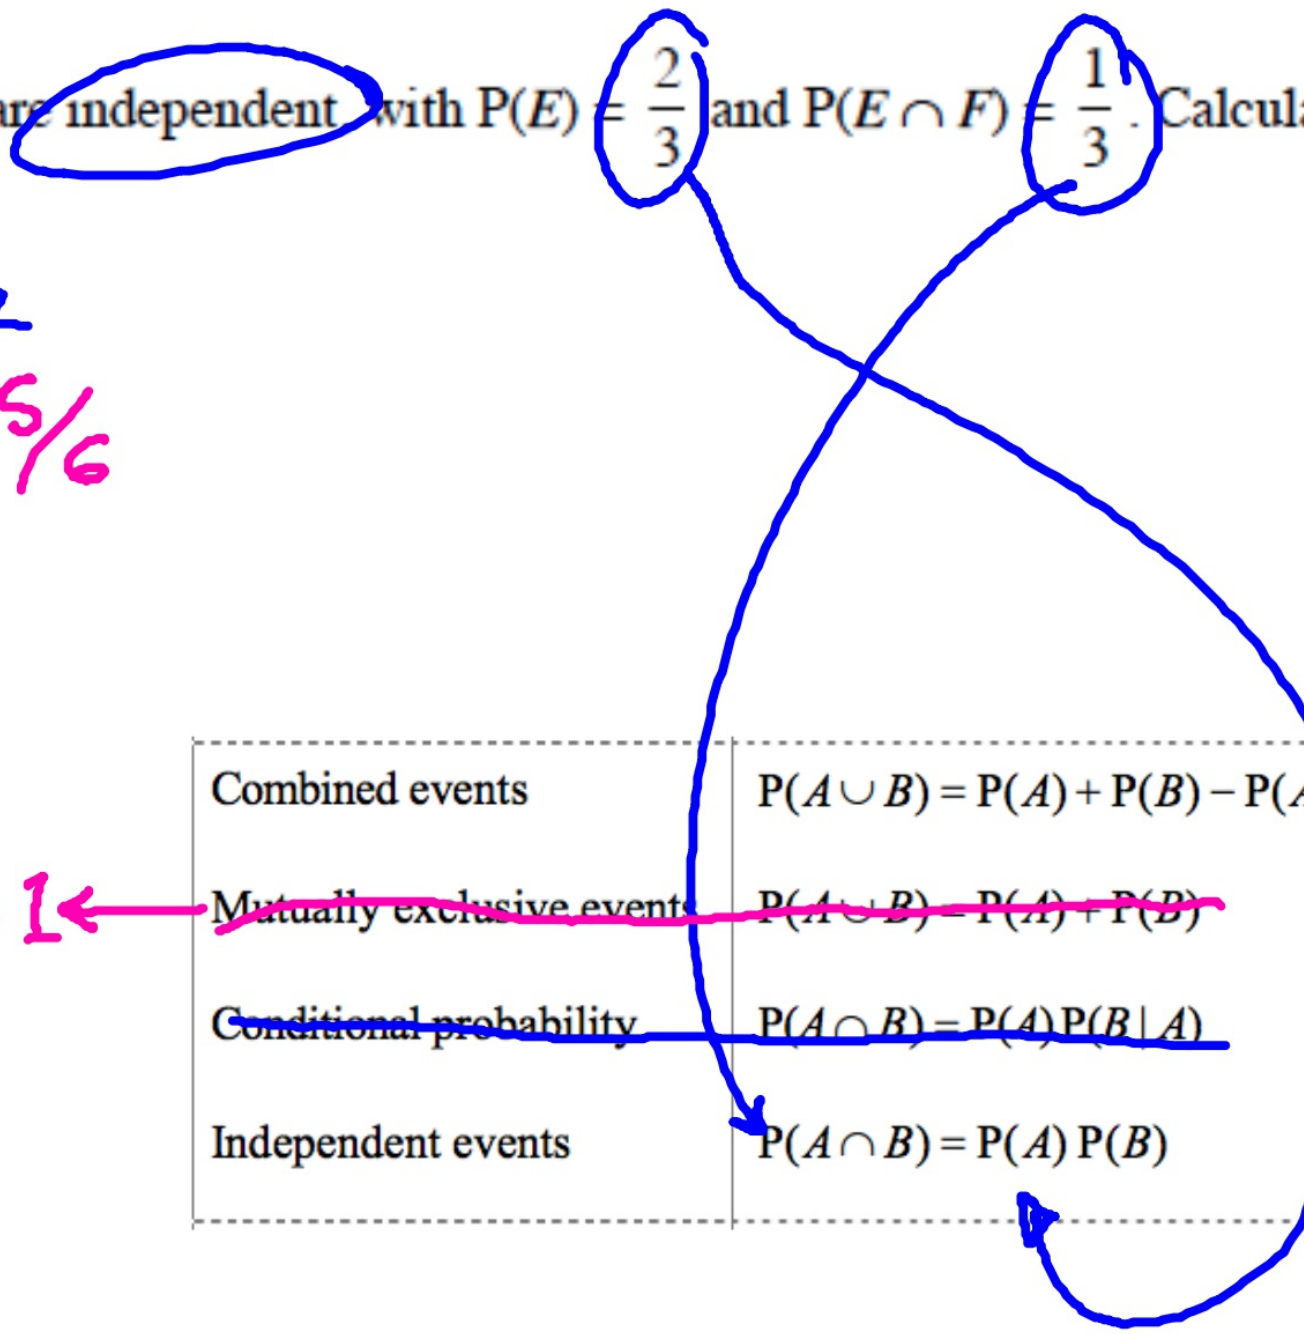 are independent with P(E) = 2/3 and P(E ∩ F) = 1/3 . Calcul
5/6
Combined events P(A ∪ B) = P(A) + P(B) − P(
1 ← Mutually exclusive events P(A ∪ B) = P(A) + P(B)
Conditional probability P(A ∩ B) = P(A) P(B | A)
Independent events P(A ∩ B) = P(A) P(B)